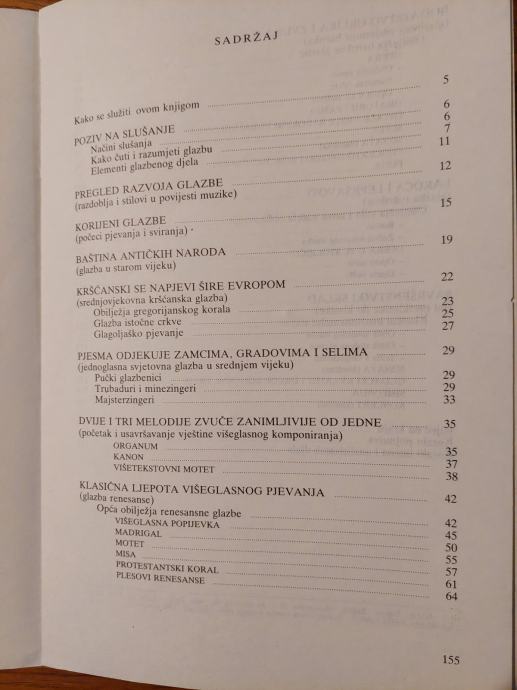 SADRŽAJ
Kako se služiti ovom knjigom 5
POZIV NA SLUŠANJE 6
Načini slušanja 6
Kako čuti i razumjeti glazbu 7
Elementi glazbenog djela 11
PREGLED RAZVOJA GLAZBE 12
(razdoblja i stilovi u povijesti muzike)
KORIJENI GLAZBE 15
(počeci pjevanja i sviranja)
BAŠTINA ANTIČKIH NARODA 19
(glazba u starom vijeku)
KRŠĆANSKI SE NAPJEVI ŠIRE EVROPOM 22
(srednjovjekovna kršćanska glazba)
Obilježja gregorijanskog korala 23
Glazba istočne crkve 25
Glagoljaško pjevanje 27
PJESMA ODJEKUJE ZAMCIMA, GRADOVIMA I SELIMA 29
(jednoglasna svjetovna glazba u srednjem vijeku)
Pučki glazbenici 29
Trubaduri i minezingeri 29
Majsterzingeri 33
DVIJE I TRI MELODIJE ZVUČE ZANIMLJIVIJE OD JEDNE 35
(početak i usavršavanje vještine višeglasnog komponiranja)
ORGANUM 35
KANON 37
VIŠETEKSTOVNI MOTET 38
KLASIČNA LJEPOTA VIŠEGLASNOG PJEVANJA 42
(glazba renesanse)
Opća obilježja renesansne glazbe 42
VIŠEGLASNA POPIJEVKA 45
MADRIGAL 50
MOTET 55
MISA 57
PROTESTANTSKI KORAL 61
PLESOVI RENESANSE 64
155